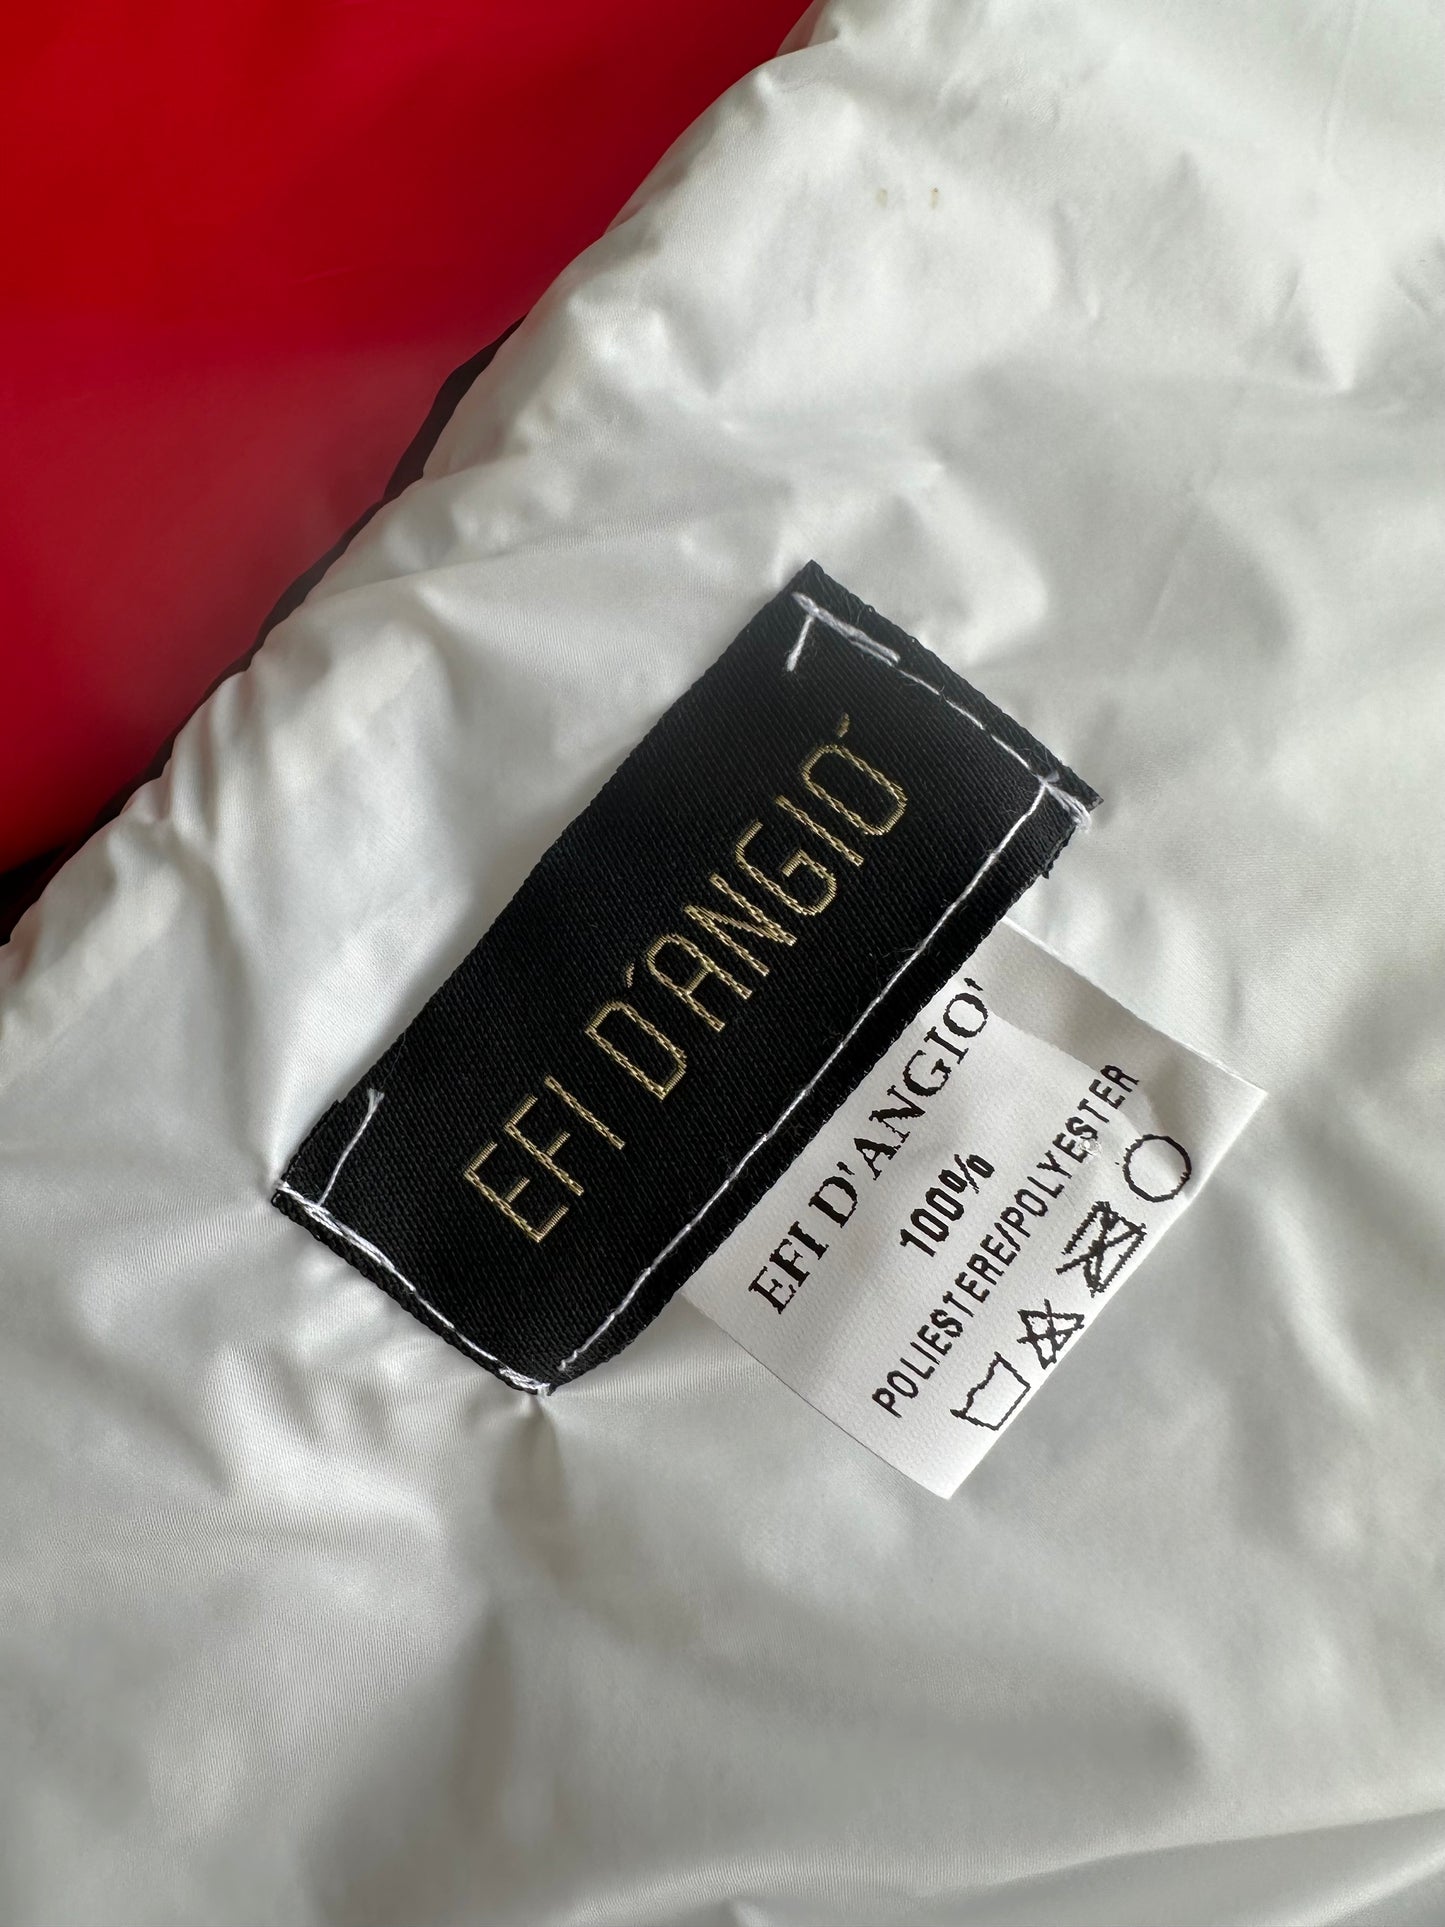 EFI D´ANGIO´
EFI D'ANGIO'
100%
POLIESTERE/POLYESTER